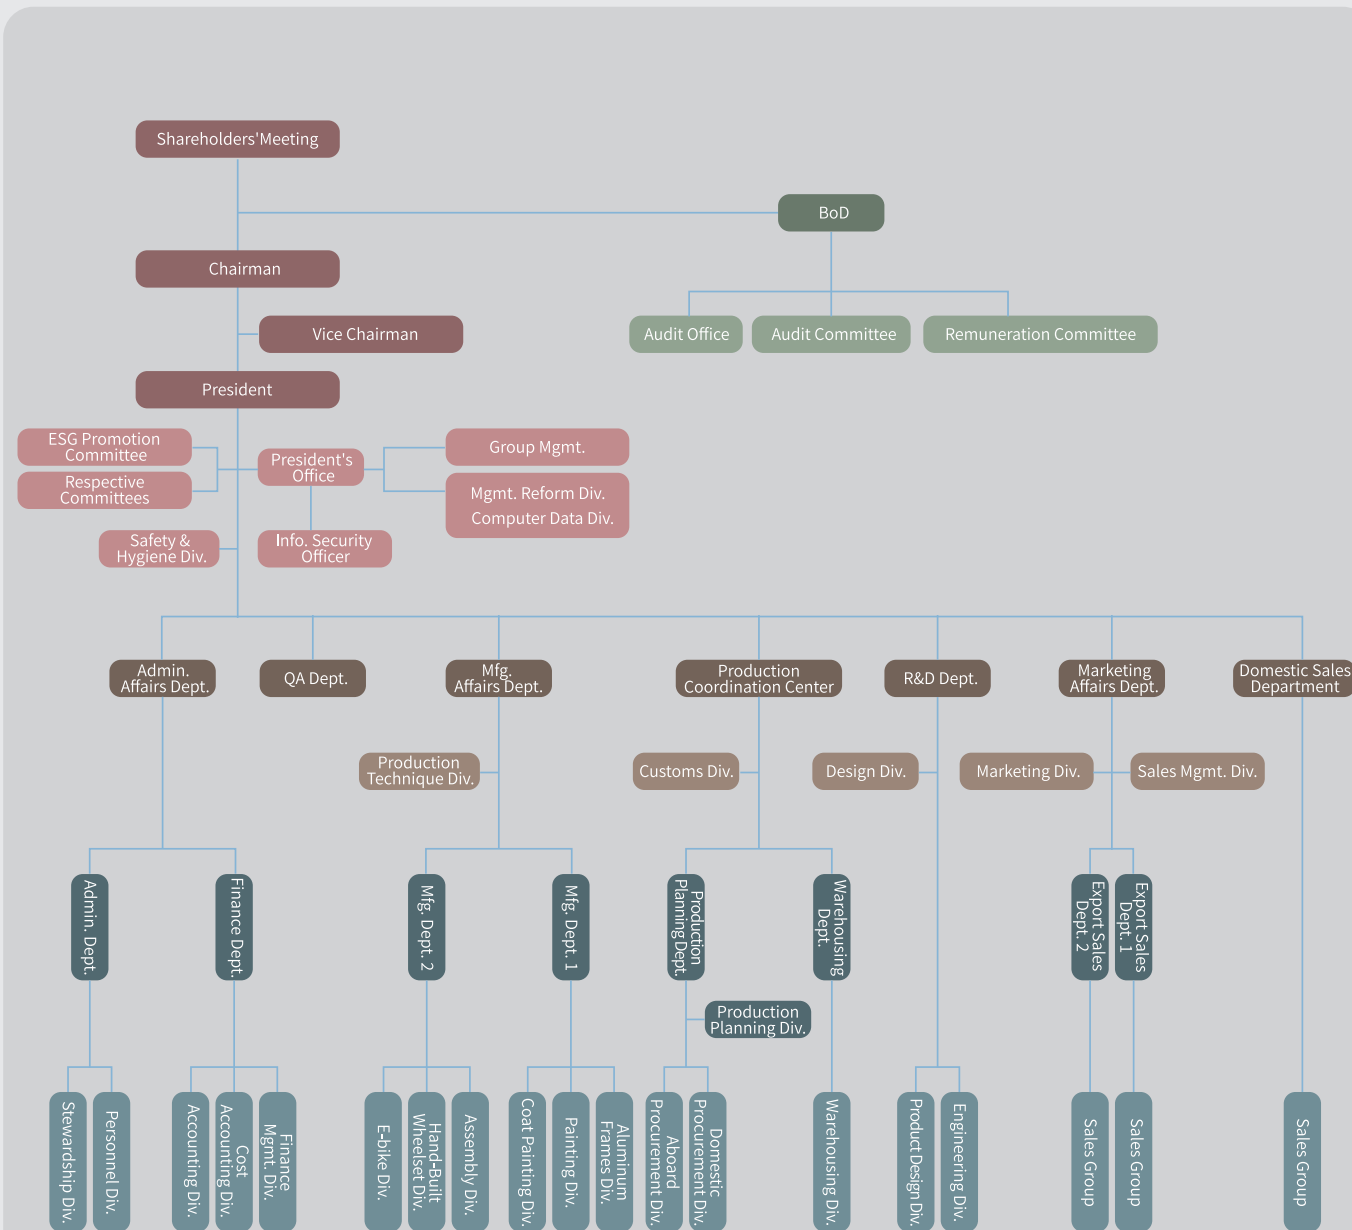 Shareholders'Meeting
BoD
Chairman
Vice Chairman
Audit Office
Audit Committee
Remuneration Committee
President
ESG Promotion
Committee
Respective
Committees
President's
Office
Group Mgmt.
Mgmt. Reform Div.
Computer Data Div.
Safety &
Hygiene Div.
Info. Security
Officer
Admin.
Affairs Dept.
QA Dept.
Mfg.
Affairs Dept.
Production
Coordination Center
R&D Dept.
Marketing
Affairs Dept.
Domestic Sales
Department
Production
Technique Div.
Customs Div.
Design Div.
Marketing Div.
Sales Mgmt. Div.
Admin. Dept.
Finance Dept.
Mfg. Dept. 2
Mfg. Dept. 1
Production
Planning Dept.
Warehousing
Dept.
Export Sales
Dept. 2
Export Sales
Dept. 1
Production
Planning Div.
Stewardship Div.
Personnel Div.
Accounting Div.
Cost
Accounting Div.
Finance
Mgmt. Div.
E-bike Div.
Hand-Built
Wheelset Div.
Assembly Div.
Coat Painting Div.
Painting Div.
Aluminum
Frames Div.
Aboard
Procurement Div.
Domestic
Procurement Div.
Warehousing Div.
Product Design Div.
Engineering Div.
Sales Group
Sales Group
Sales Group